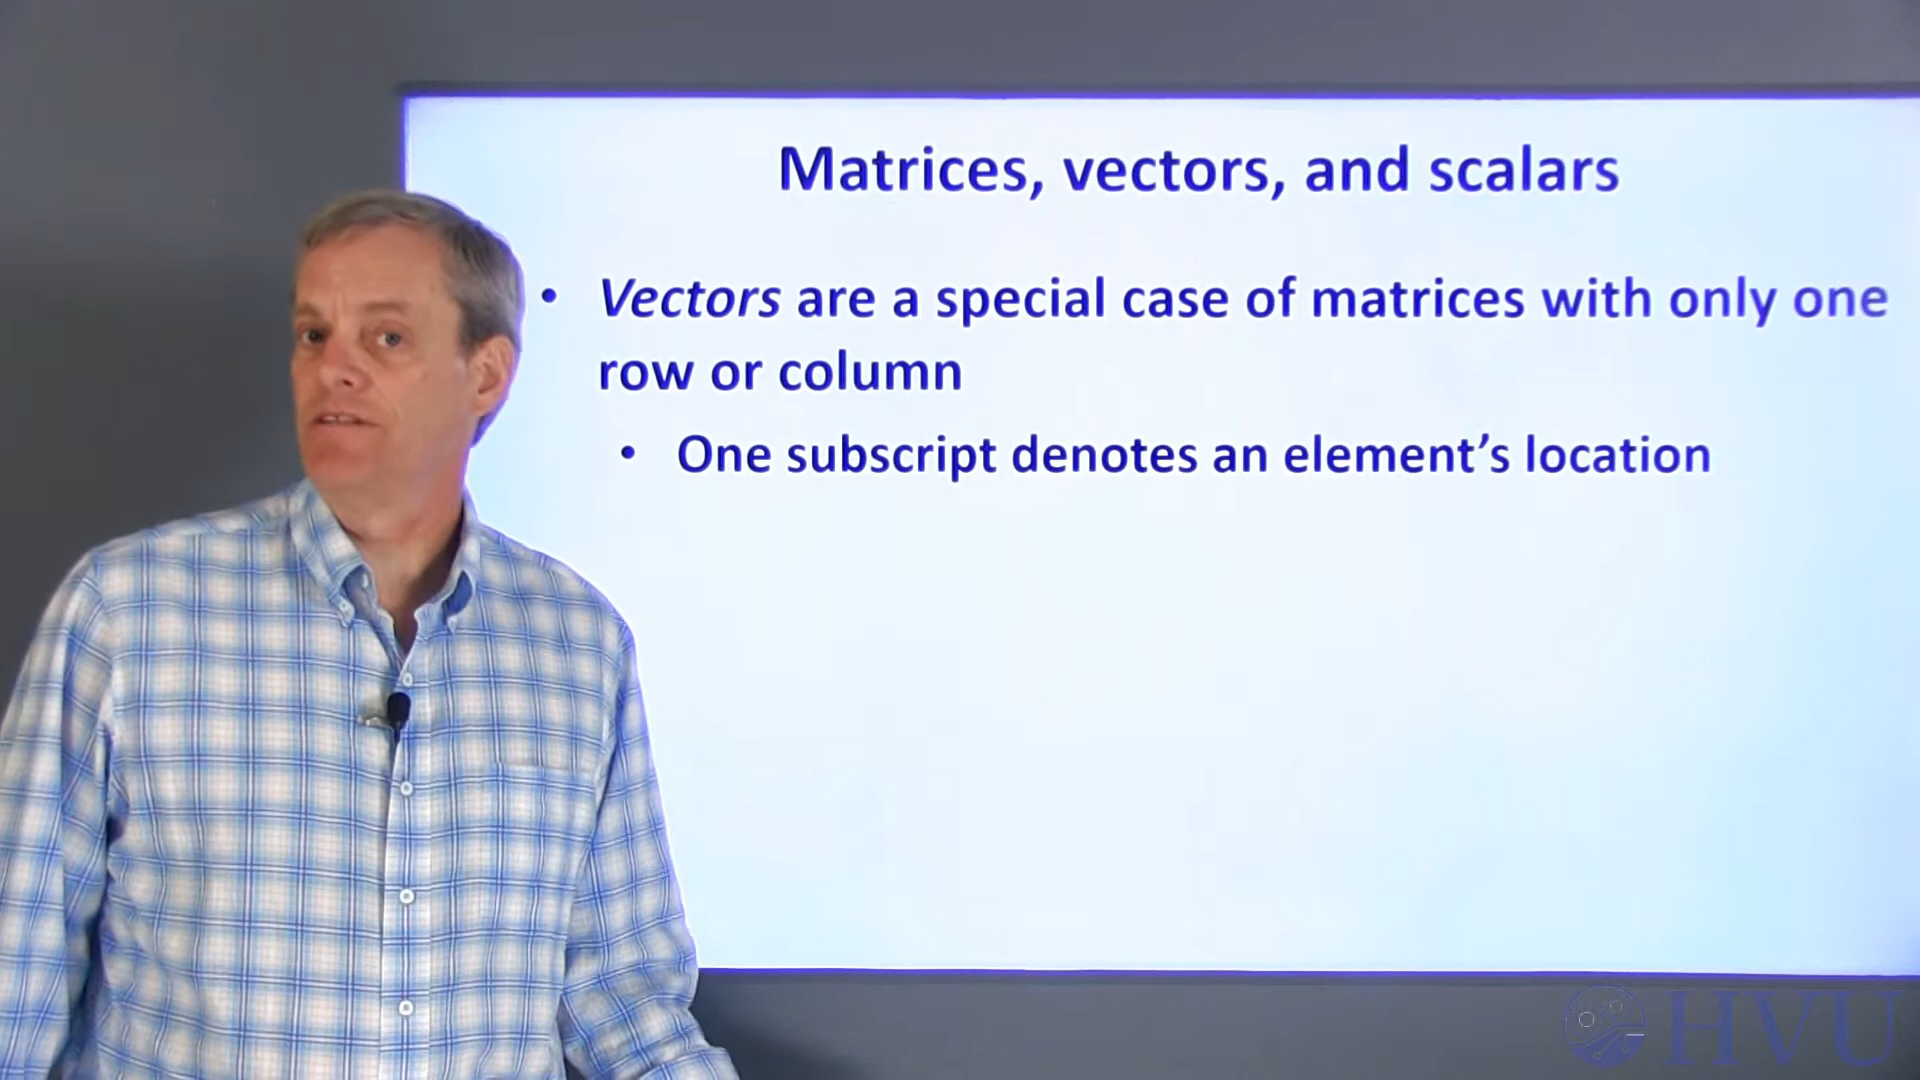 Matrices, vectors, and scalars
• Vectors are a special case of matrices with only one
row or column
• One subscript denotes an element’s location
HVU